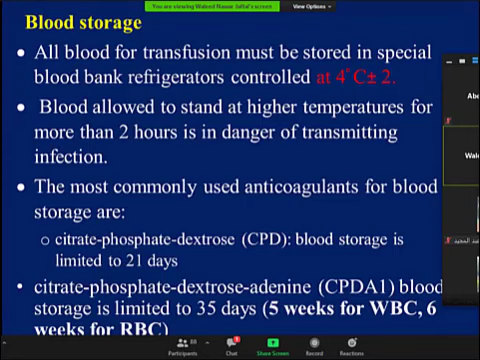 You are viewing Waleed Nassar Jaffal's screen
View Options
Blood storage
• All blood for transfusion must be stored in special
blood bank refrigerators controlled at 4°C± 2.
• Blood allowed to stand at higher temperatures for
more than 2 hours is in danger of transmitting
infection.
• The most commonly used anticoagulants for blood
storage are:
o citrate-phosphate-dextrose (CPD): blood storage is
limited to 21 days
• citrate-phosphate-dextrose-adenine (CPDA1) blood
storage is limited to 35 days (5 weeks for WBC, 6
weeks for RBC)
Participants
Chat
Share Screen
Record
Reactions